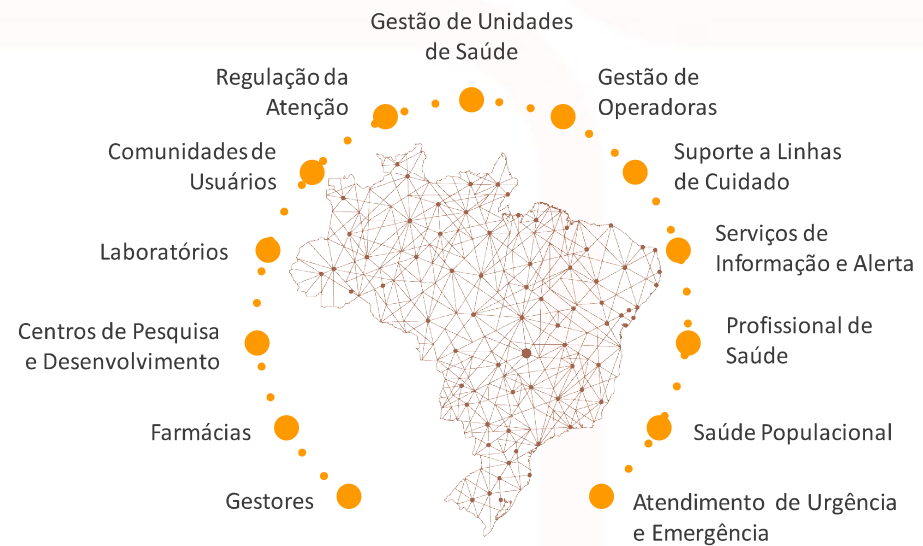 Gestão de Unidades
de Saúde
Regulação da
Atenção
Gestão de
Operadoras
Comunidades de
Usuários
Suporte a Linhas
de Cuidado
Laboratórios
Serviços de
Informação e Alerta
Centros de Pesquisa
e Desenvolvimento
Profissional de
Saúde
Farmácias
Saúde Populacional
Gestores
Atendimento de Urgência
e Emergência